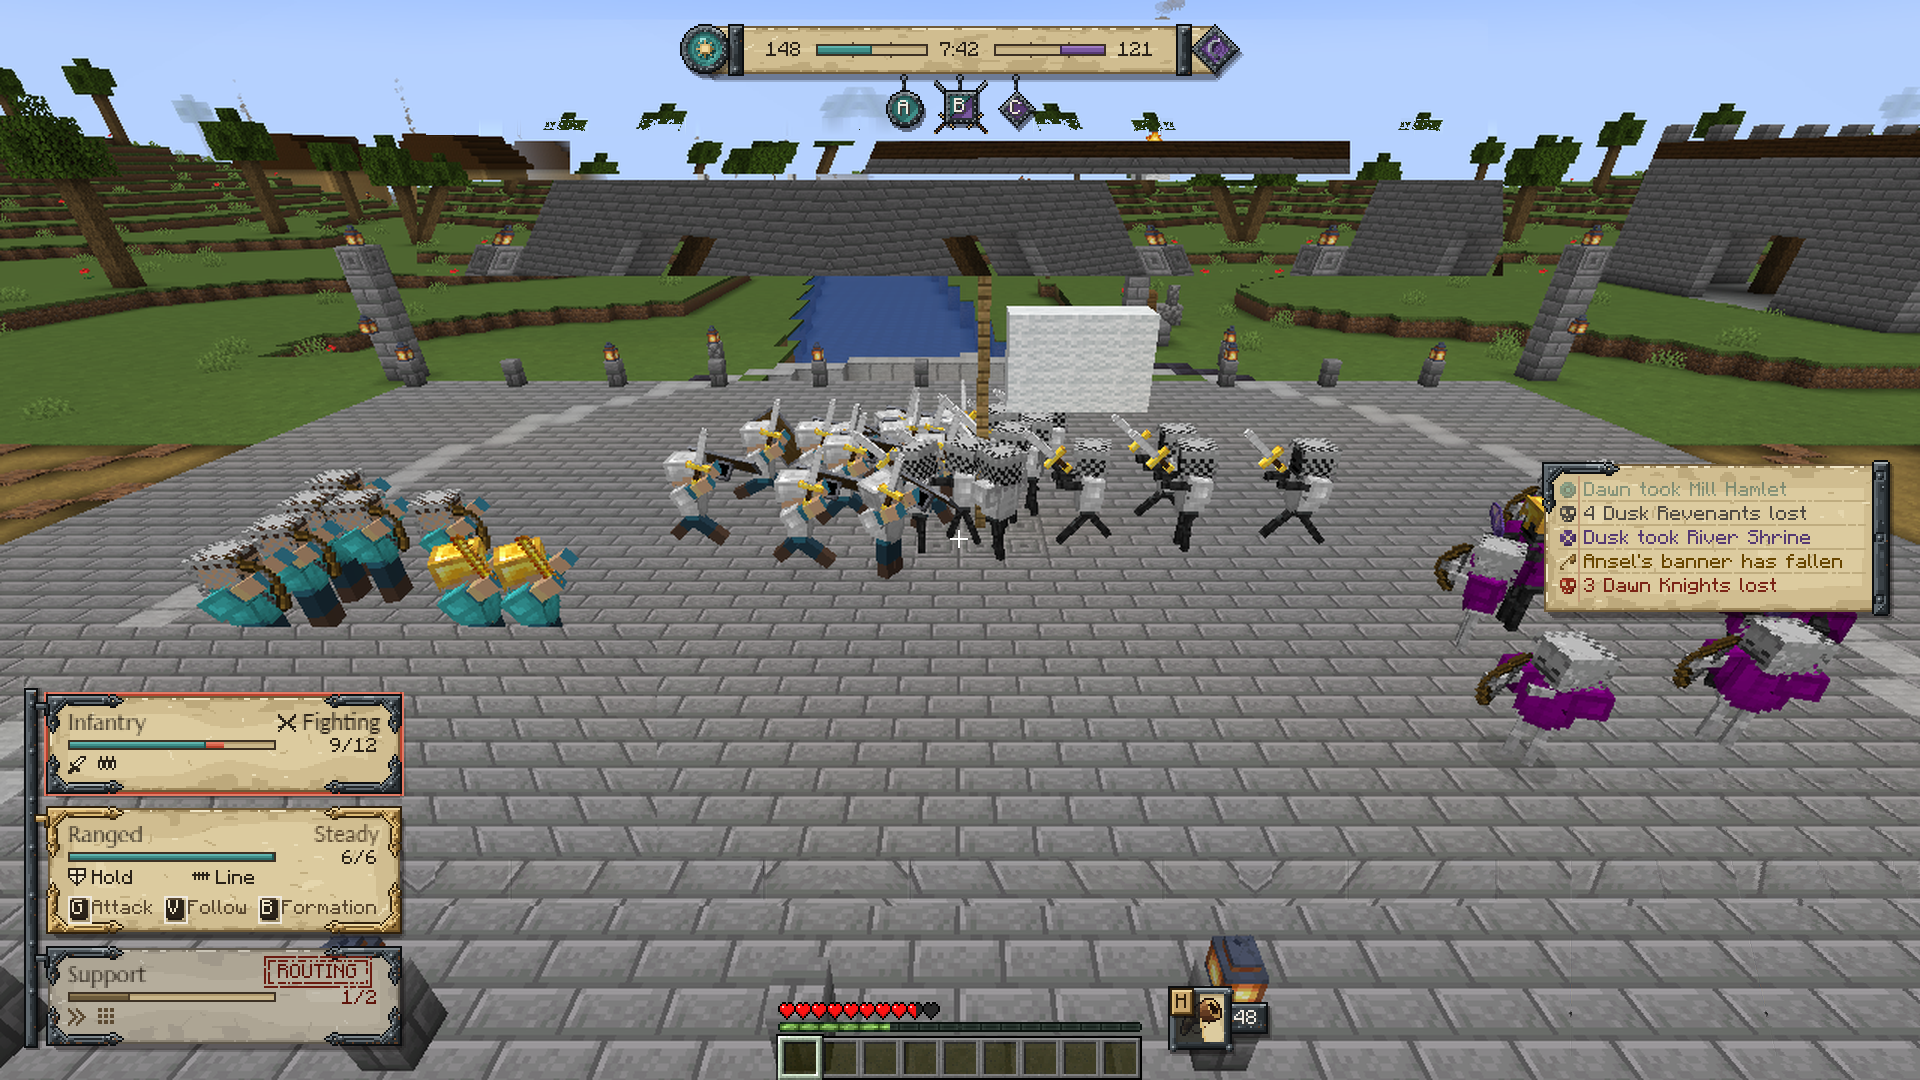 148 7:42 121
A B C
Dawn took Mill Hamlet
4 Dusk Revenants lost
Dusk took River Shrine
Ansel's banner has fallen
3 Dawn Knights lost
Infantry Fighting
9/12
Ranged Steady
6/6
Hold Line
G Attack V Follow B Formation
Support ROUTING
1/2
H
48